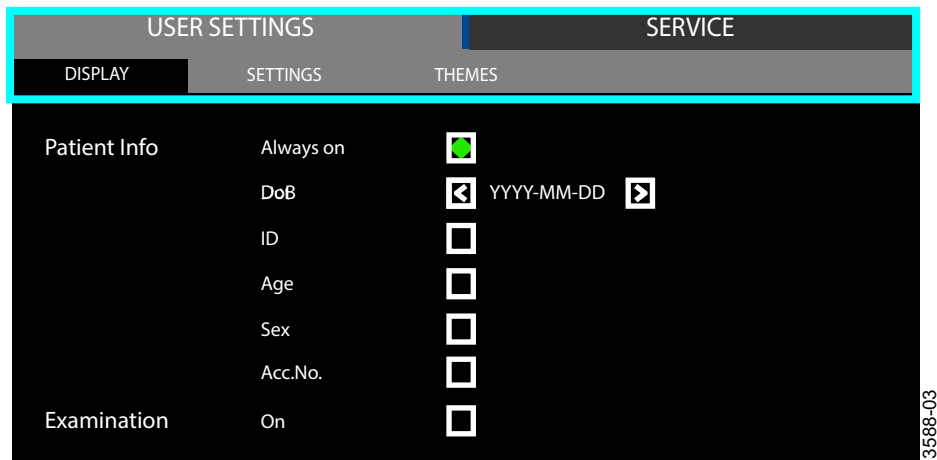 USER SETTINGS SERVICE
DISPLAY SETTINGS THEMES
Patient Info Always on
DoB < YYYY-MM-DD >
ID
Age
Sex
Acc.No.
Examination On
3588-03